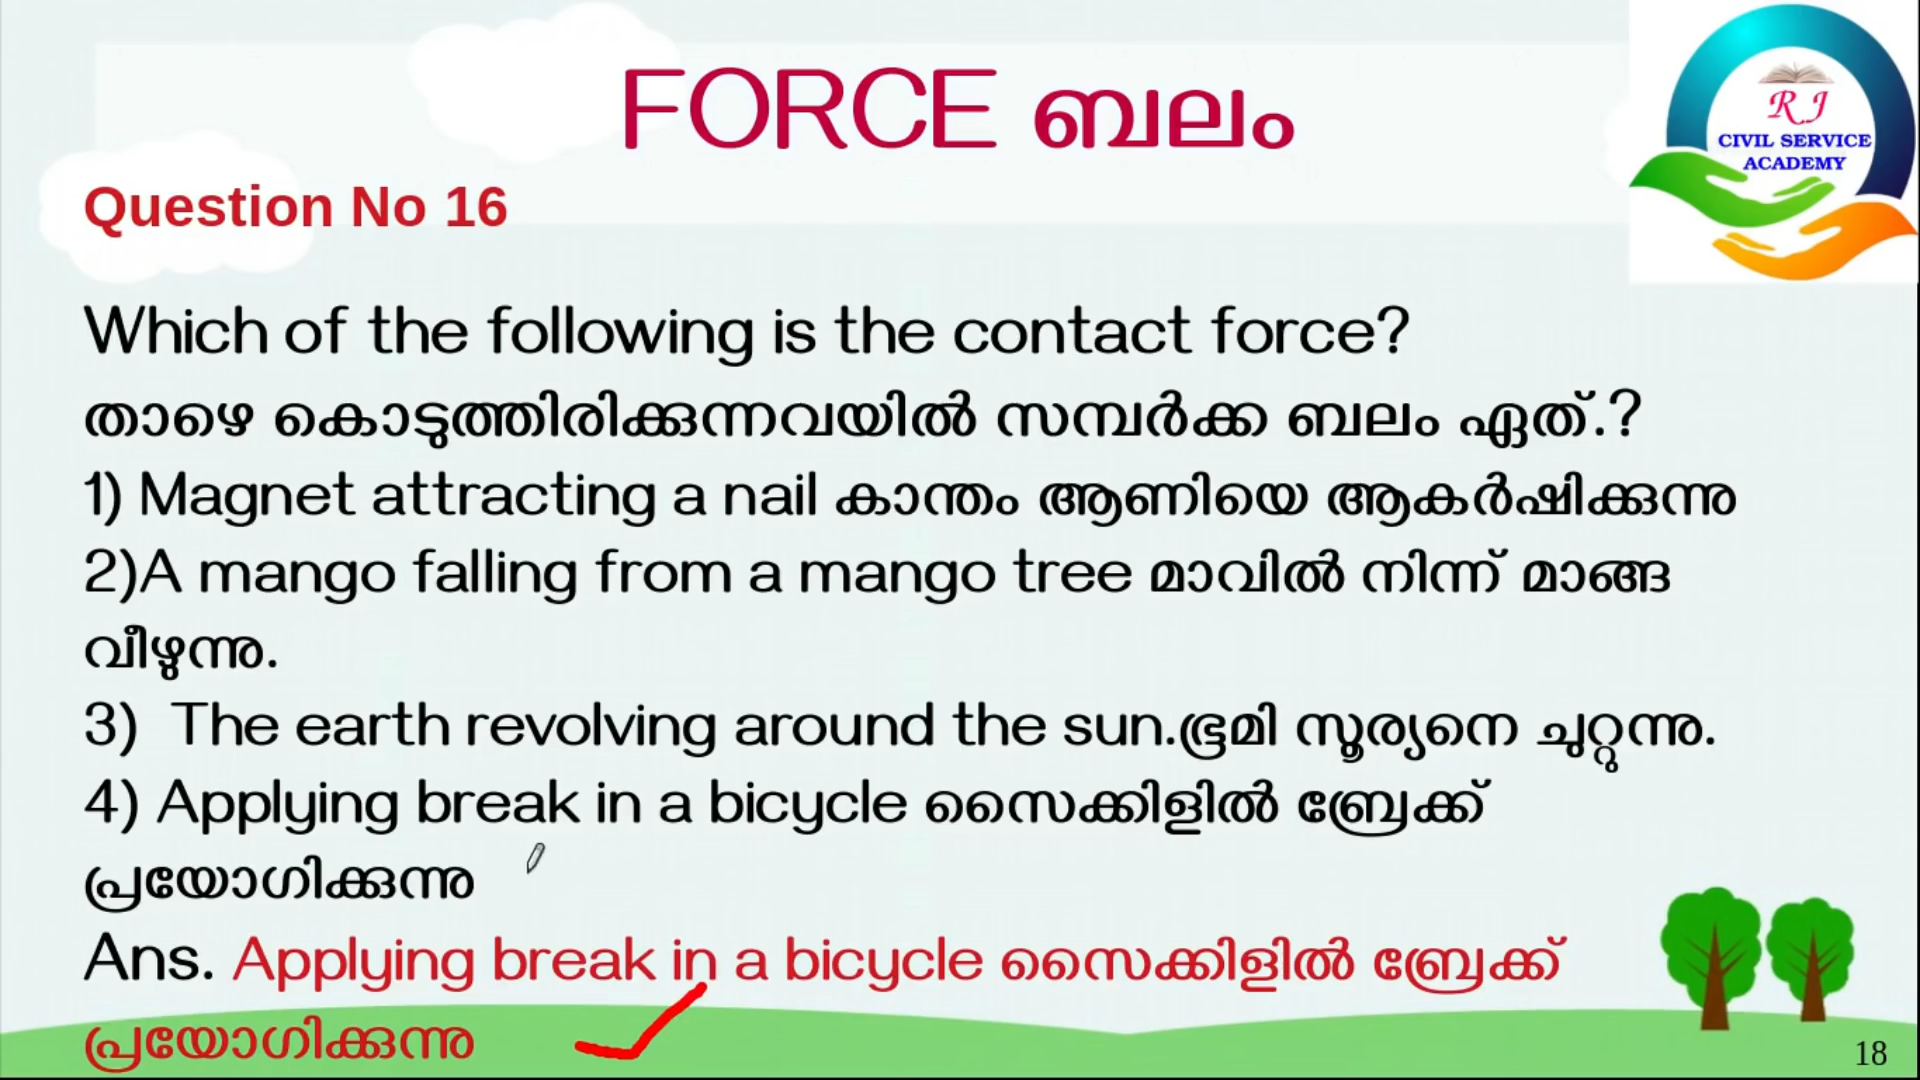 FORCE ബലം
R J
CIVIL SERVICE
ACADEMY
Question No 16
Which of the following is the contact force?
താഴെ കൊടുത്തിരിക്കുന്നവയിൽ സമ്പർക്ക ബലം ഏത്.?
1) Magnet attracting a nail കാന്തം ആണിയെ ആകർഷിക്കുന്നു
2)A mango falling from a mango tree മാവിൽ നിന്ന് മാങ്ങ
വീഴുന്നു.
3)  The earth revolving around the sun.ഭൂമി സൂര്യനെ ചുറ്റുന്നു.
4) Applying break in a bicycle സൈക്കിളിൽ ബ്രേക്ക്
പ്രയോഗിക്കുന്നു
Ans. Applying break in a bicycle സൈക്കിളിൽ ബ്രേക്ക്
പ്രയോഗിക്കുന്നു
18